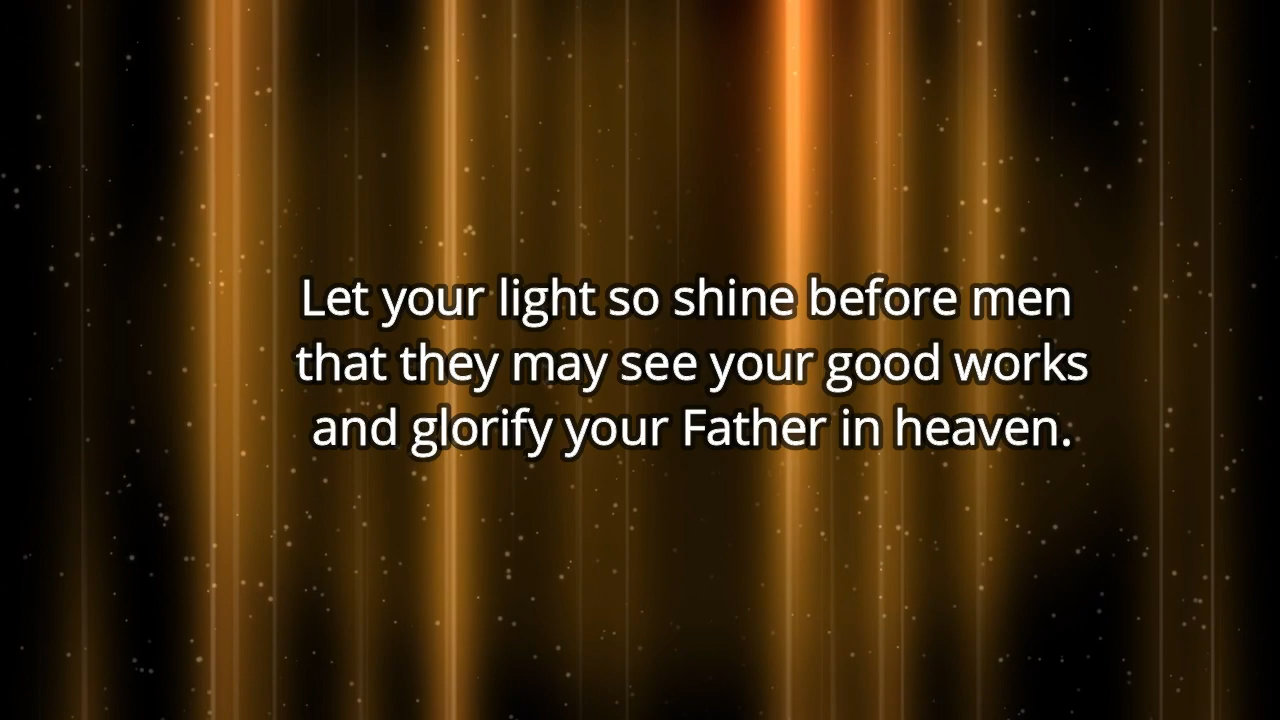 Let your light so shine before men
that they may see your good works
and glorify your Father in heaven.